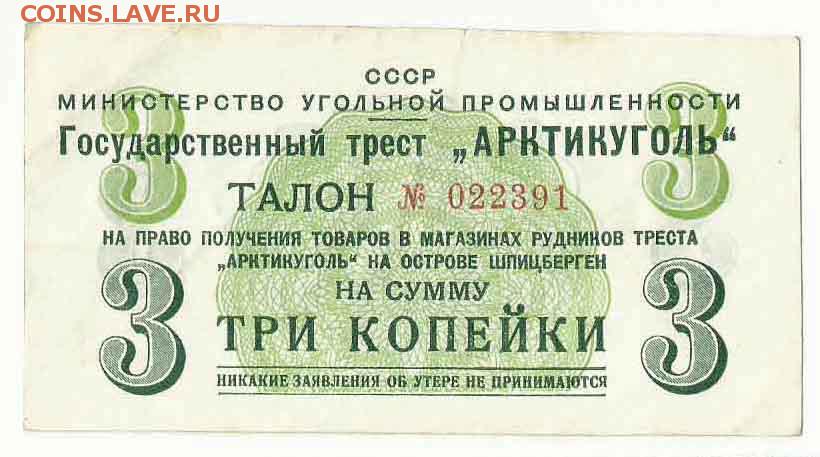 COINS.LAVE.RU
3 3
СССР
МИНИСТЕРСТВО УГОЛЬНОЙ ПРОМЫШЛЕННОСТИ
Государственный трест „АРКТИКУГОЛЬ“
ТАЛОН № 022391
НА ПРАВО ПОЛУЧЕНИЯ ТОВАРОВ В МАГАЗИНАХ РУДНИКОВ ТРЕСТА
„АРКТИКУГОЛЬ“ НА ОСТРОВЕ ШПИЦБЕРГЕН
НА СУММУ
3 ТРИ КОПЕЙКИ 3
НИКАКИЕ ЗАЯВЛЕНИЯ ОБ УТЕРЕ НЕ ПРИНИМАЮТСЯ